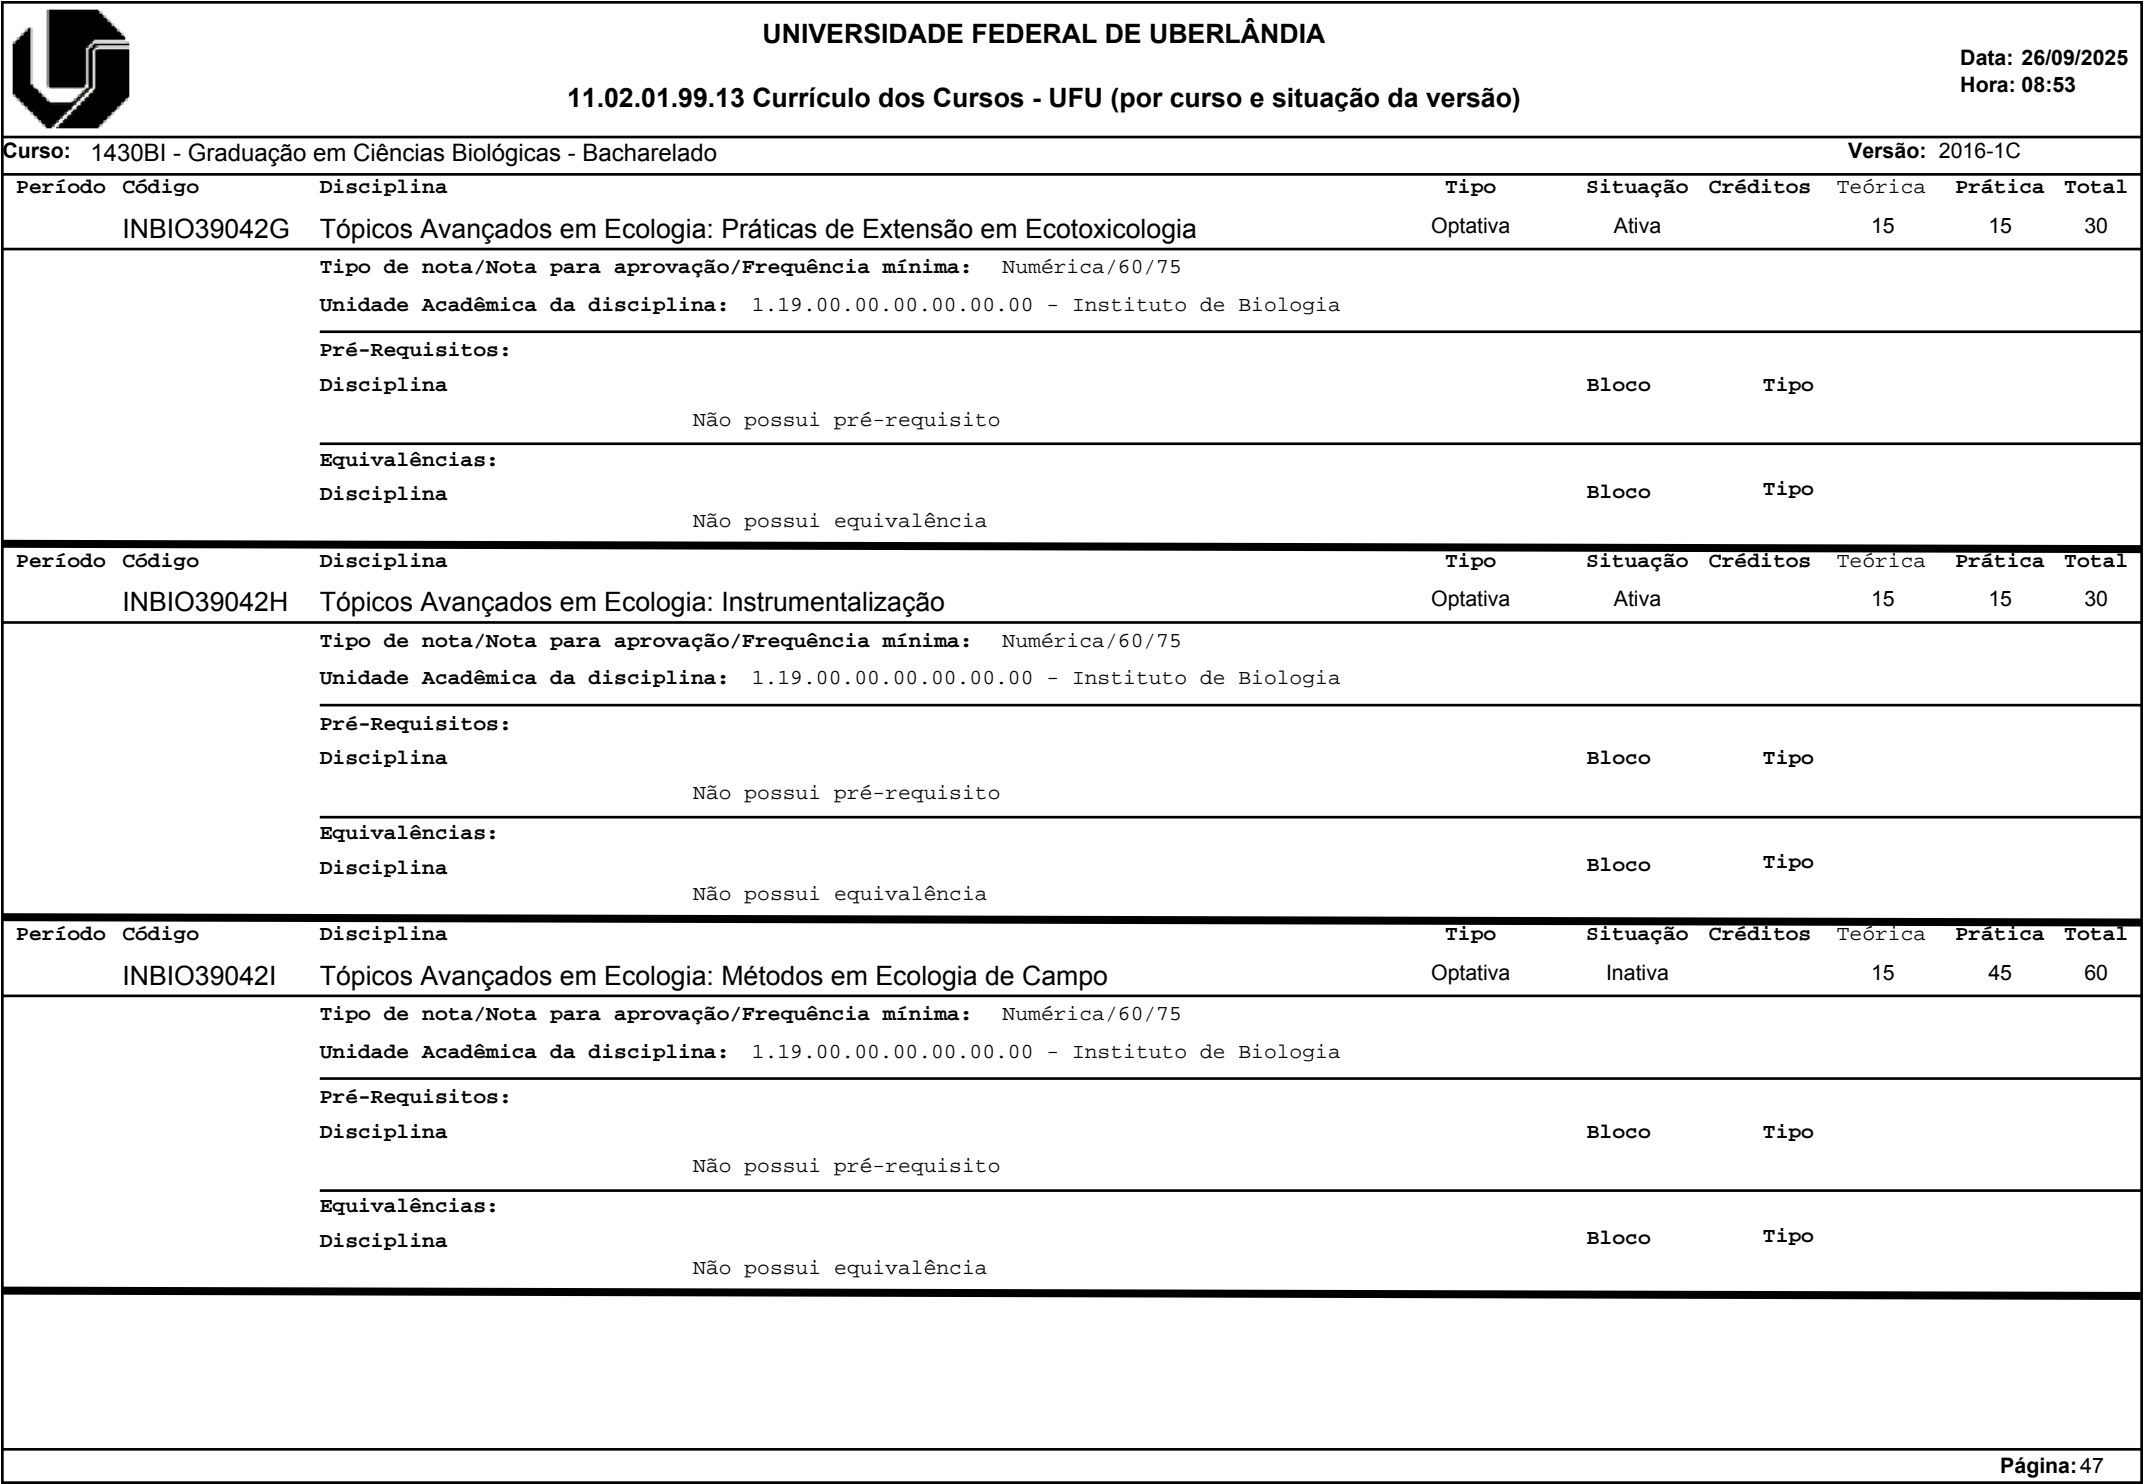 UNIVERSIDADE FEDERAL DE UBERLÂNDIA
Data: 26/09/2025
Hora: 08:53
11.02.01.99.13 Currículo dos Cursos - UFU (por curso e situação da versão)
Curso: 1430BI - Graduação em Ciências Biológicas - Bacharelado Versão: 2016-1C
Período Código Disciplina Tipo Situação Créditos Teórica Prática Total
INBIO39042G Tópicos Avançados em Ecologia: Práticas de Extensão em Ecotoxicologia Optativa Ativa 15 15 30
Tipo de nota/Nota para aprovação/Frequência mínima: Numérica/60/75
Unidade Acadêmica da disciplina: 1.19.00.00.00.00.00.00 - Instituto de Biologia
Pré-Requisitos:
Disciplina Bloco Tipo
Não possui pré-requisito
Equivalências:
Disciplina Bloco Tipo
Não possui equivalência
Período Código Disciplina Tipo Situação Créditos Teórica Prática Total
INBIO39042H Tópicos Avançados em Ecologia: Instrumentalização Optativa Ativa 15 15 30
Tipo de nota/Nota para aprovação/Frequência mínima: Numérica/60/75
Unidade Acadêmica da disciplina: 1.19.00.00.00.00.00.00 - Instituto de Biologia
Pré-Requisitos:
Disciplina Bloco Tipo
Não possui pré-requisito
Equivalências:
Disciplina Bloco Tipo
Não possui equivalência
Período Código Disciplina Tipo Situação Créditos Teórica Prática Total
INBIO39042I Tópicos Avançados em Ecologia: Métodos em Ecologia de Campo Optativa Inativa 15 45 60
Tipo de nota/Nota para aprovação/Frequência mínima: Numérica/60/75
Unidade Acadêmica da disciplina: 1.19.00.00.00.00.00.00 - Instituto de Biologia
Pré-Requisitos:
Disciplina Bloco Tipo
Não possui pré-requisito
Equivalências:
Disciplina Bloco Tipo
Não possui equivalência
Página: 47